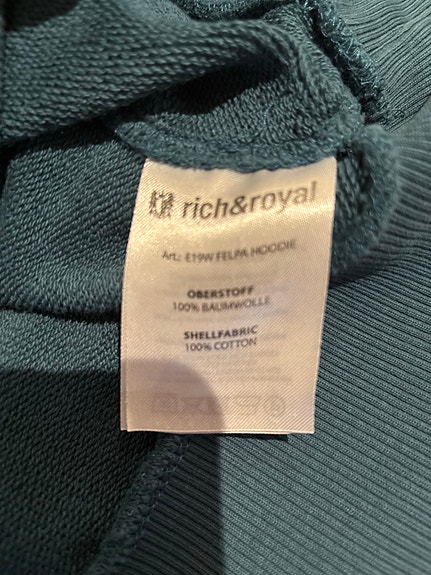 rich&royal
Art.: E19W FELPA HOODIE
OBERSTOFF
100% BAUMWOLLE
SHELLFABRIC
100% COTTON